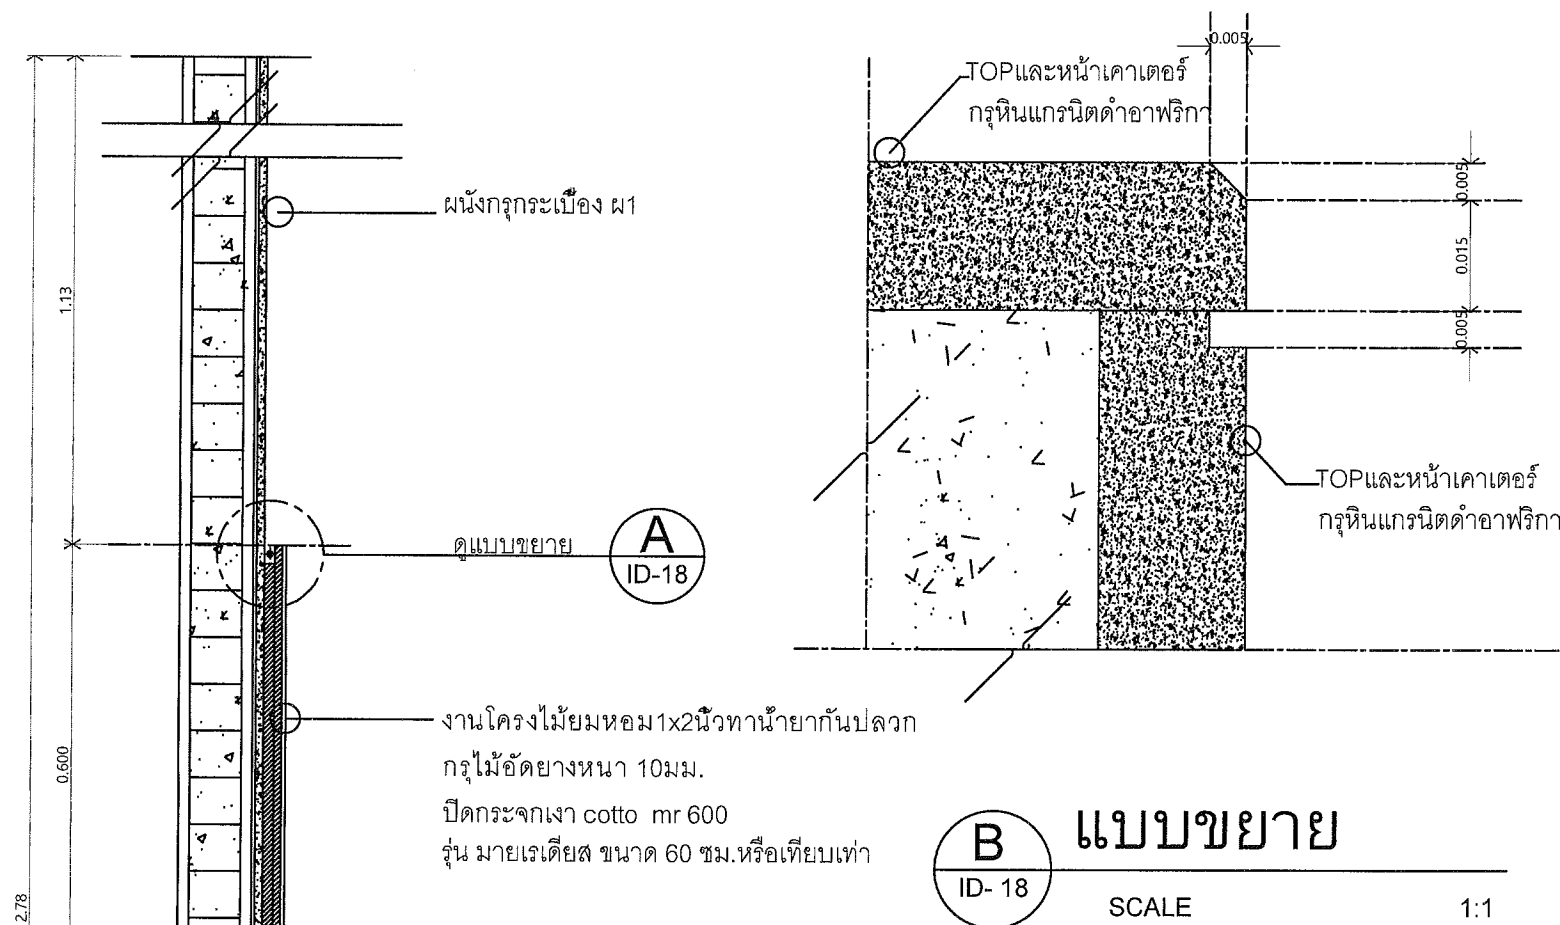 0.005
TOPและหน้าเคาเตอร์
กรุหินแกรนิตดำอาฟริกา
0.005
ผนังกรุกระเบื้อง ผ1
0.015
1.13
0.005
TOPและหน้าเคาเตอร์
กรุหินแกรนิตดำอาฟริกา
ดูแบบขยาย
A
ID-18
งานโครงไม้ยมหอม1x2นิ้วทาน้ำยากันปลวก
กรุไม้อัดยางหนา 10มม.
ปิดกระจกเงา cotto mr 600
รุ่น มายเรเดียส ขนาด 60 ซม.หรือเทียบเท่า
0.600
2.78
B
ID- 18
แบบขยาย
SCALE 1:1